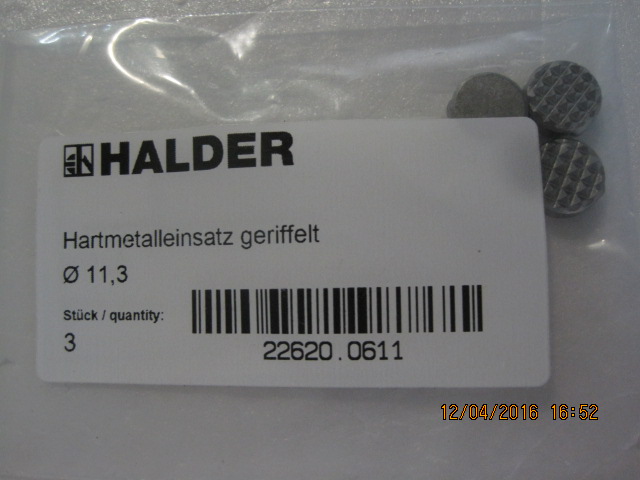 HALDER
Hartmetalleinsatz geriffelt
Ø 11,3
Stück / quantity:
3
22620.0611
12/04/2016 16:52